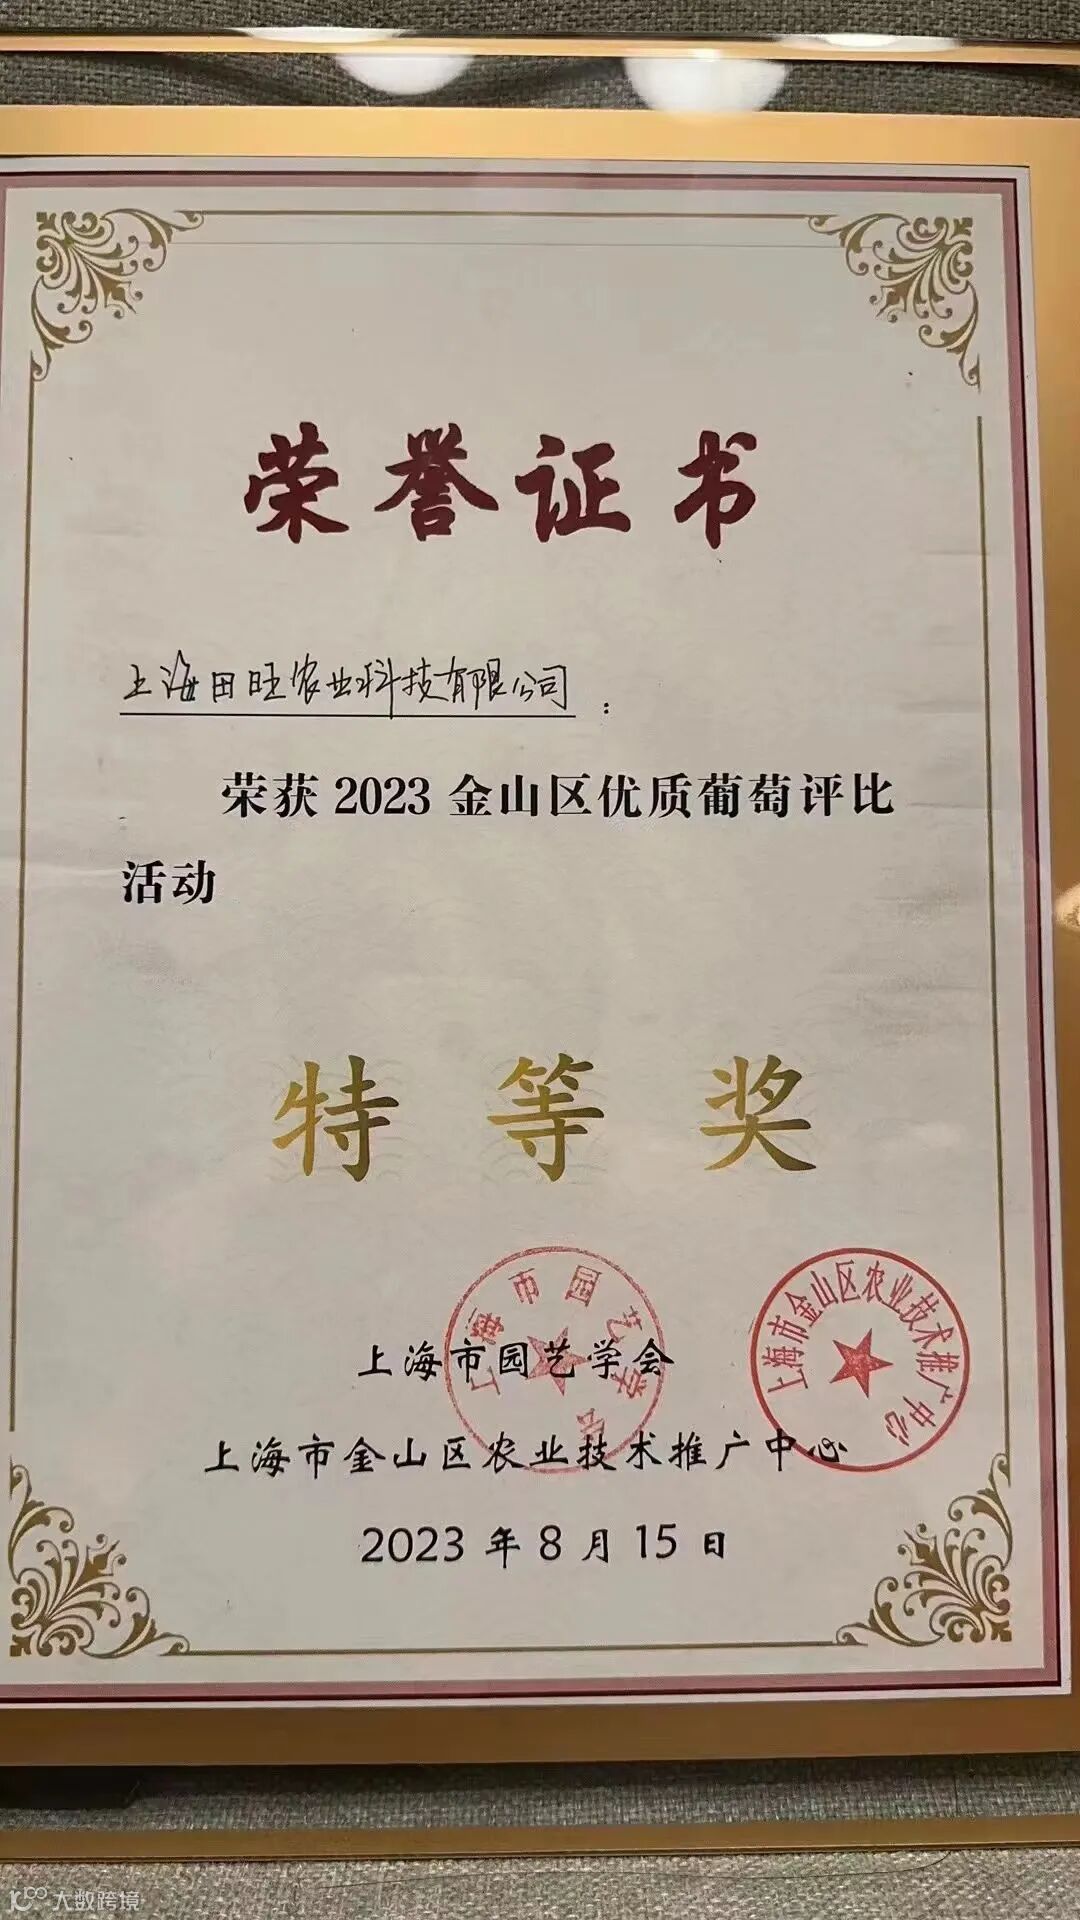 荣誉证书
上海田旺农业科技有限公司：
荣获 2023 金山区优质葡萄评比
活动
特等奖
上海市园艺学会
上海市园艺学会
上海市金山区农业技术推广中心
上海市金山区农业技术推广中心
2023 年 8 月 15 日
大数跨境